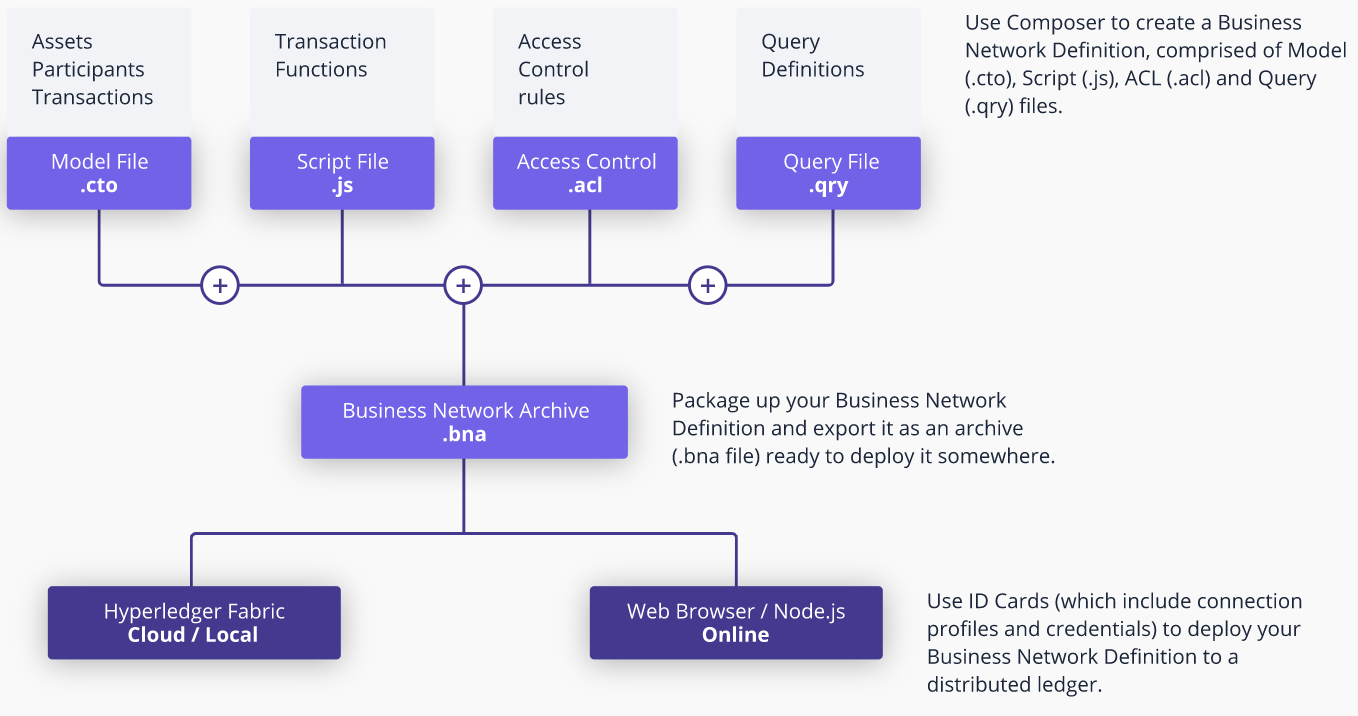 Assets
Participants
Transactions
Transaction
Functions
Access
Control
rules
Query
Definitions
Use Composer to create a Business
Network Definition, comprised of Model
(.cto), Script (.js), ACL (.acl) and Query
(.qry) files.
Model File
.cto
Script File
.js
Access Control
.acl
Query File
.qry
+
+
+
Business Network Archive
.bna
Package up your Business Network
Definition and export it as an archive
(.bna file) ready to deploy it somewhere.
Hyperledger Fabric
Cloud / Local
Web Browser / Node.js
Online
Use ID Cards (which include connection
profiles and credentials) to deploy your
Business Network Definition to a
distributed ledger.